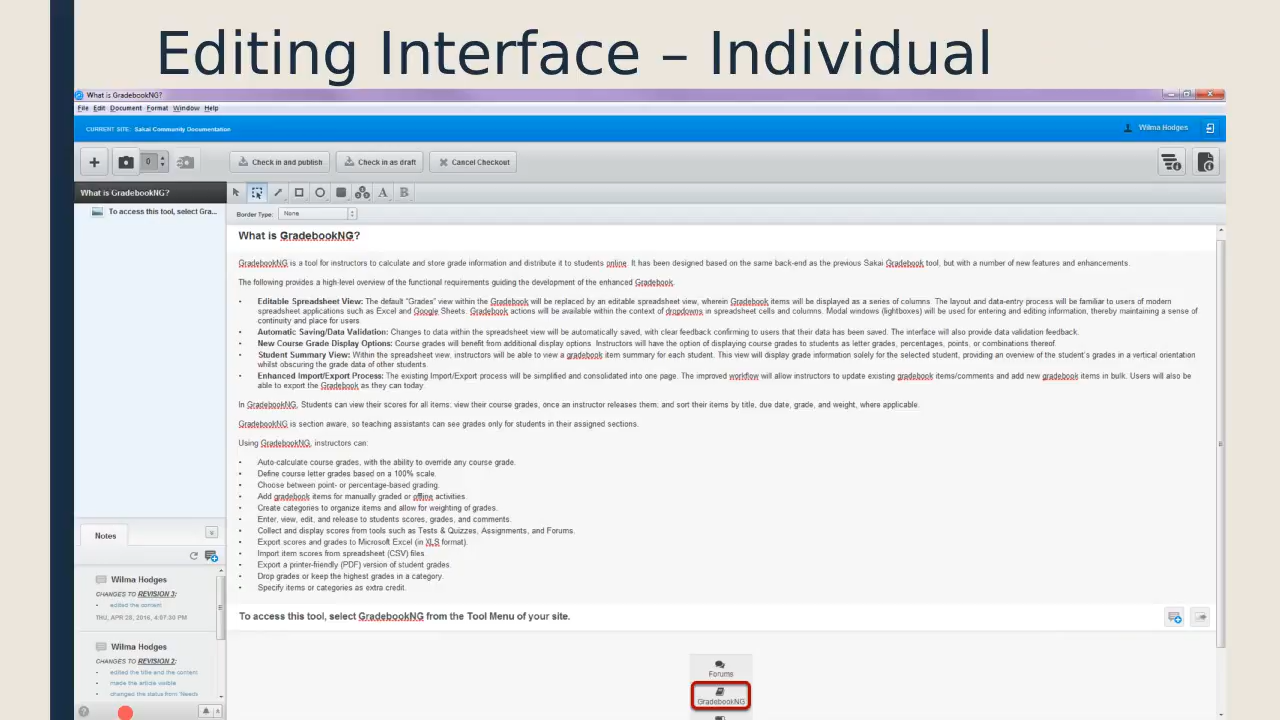 Editing Interface – Individual
What is GradebookNG?
File Edit Document Format Window Help
CURRENT SITE: Sakai Community Documentation
Wilma Hodges
0
Check in and publish
Check in as draft
Cancel Checkout
What is GradebookNG?
To access this tool, select Gra...
Border Type: None
What is GradebookNG?
GradebookNG is a tool for instructors to calculate and store grade information and distribute it to students online. It has been designed based on the same back-end as the previous Sakai Gradebook tool, but with a number of new features and enhancements.
The following provides a high-level overview of the functional requirements guiding the development of the enhanced Gradebook.
• Editable Spreadsheet View: The default "Grades" view within the Gradebook will be replaced by an editable spreadsheet view, wherein Gradebook items will be displayed as a series of columns. The layout and data-entry process will be familiar to users of modern
spreadsheet applications such as Excel and Google Sheets. Gradebook actions will be available within the context of dropdowns in spreadsheet cells and columns. Modal windows (lightboxes) will be used for entering and editing information, thereby maintaining a sense of
continuity and place for users.
• Automatic Saving/Data Validation: Changes to data within the spreadsheet view will be automatically saved, with clear feedback confirming to users that their data has been saved. The interface will also provide data validation feedback.
• New Course Grade Display Options: Course grades will benefit from additional display options. Instructors will have the option of displaying course grades to students as letter grades, percentages, points, or combinations thereof.
• Student Summary View: Within the spreadsheet view, instructors will be able to view a gradebook item summary for each student. This view will display grade information solely for the selected student, providing an overview of the student's grades in a vertical orientation
whilst obscuring the grade data of other students.
• Enhanced Import/Export Process: The existing Import/Export process will be simplified and consolidated into one page. The improved workflow will allow instructors to update existing gradebook items/comments and add new gradebook items in bulk. Users will also be
able to export the Gradebook as they can today.
In GradebookNG, Students can view their scores for all items; view their course grades, once an instructor releases them; and sort their items by title, due date, grade, and weight, where applicable.
GradebookNG is section aware, so teaching assistants can see grades only for students in their assigned sections.
Using GradebookNG, instructors can:
• Auto-calculate course grades, with the ability to override any course grade.
• Define course letter grades based on a 100% scale.
• Choose between point- or percentage-based grading.
• Add gradebook items for manually graded or offline activities.
• Create categories to organize items and allow for weighting of grades.
• Enter, view, edit, and release to students scores, grades, and comments.
• Collect and display scores from tools such as Tests & Quizzes, Assignments, and Forums.
• Export scores and grades to Microsoft Excel (in XLS format).
• Import item scores from spreadsheet (CSV) files.
• Export a printer-friendly (PDF) version of student grades.
• Drop grades or keep the highest grades in a category.
• Specify items or categories as extra credit.
To access this tool, select GradebookNG from the Tool Menu of your site.
Forums
GradebookNG
Notes
Wilma Hodges
CHANGES TO REVISION 3:
• edited the content
THU, APR 28, 2016, 4:57:30 PM
Wilma Hodges
CHANGES TO REVISION 2:
• edited the title and the content
• made the article visible
• changed the status from 'Needs